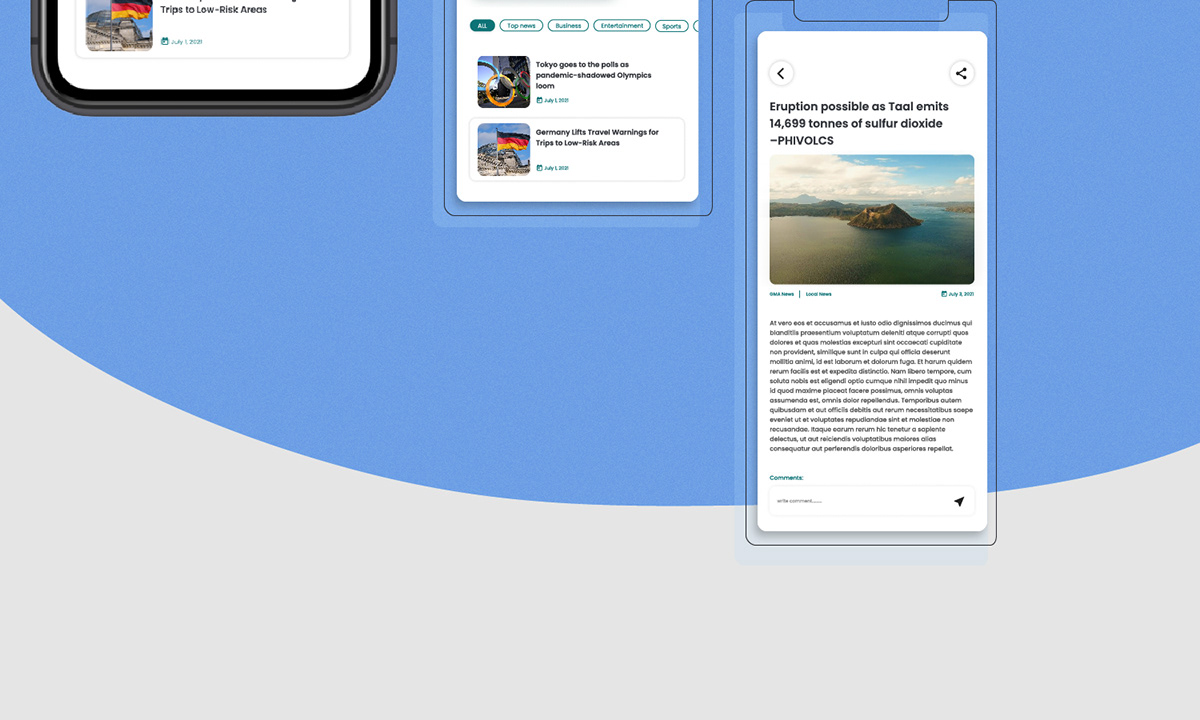 Trips to Low-Risk Areas
July 1, 2021
ALL
Top news
Business
Entertainment
Sports
Tokyo goes to the polls as
pandemic-shadowed Olympics
loom
July 1, 2021
Germany Lifts Travel Warnings for
Trips to Low-Risk Areas
July 1, 2021
Eruption possible as Taal emits
14,699 tonnes of sulfur dioxide
–PHIVOLCS
GMA News | Local News
July 3, 2021
At vero eos et accusamus et iusto odio dignissimos ducimus qui
blanditiis praesentium voluptatum deleniti atque corrupti quos
dolores et quas molestias excepturi sint occaecati cupiditate
non provident, similique sunt in culpa qui officia deserunt
mollitia animi, id est laborum et dolorum fuga. Et harum quidem
rerum facilis est et expedita distinctio. Nam libero tempore, cum
soluta nobis est eligendi optio cumque nihil impedit quo minus
id quod maxime placeat facere possimus, omnis voluptas
assumenda est, omnis dolor repellendus. Temporibus autem
quibusdam et aut officiis debitis aut rerum necessitatibus saepe
eveniet ut et voluptates repudiandae sint et molestiae non
recusandae. Itaque earum rerum hic tenetur a sapiente
delectus, ut aut reiciendis voluptatibus maiores alias
consequatur aut perferendis doloribus asperiores repellat.
Comments:
write comment.......